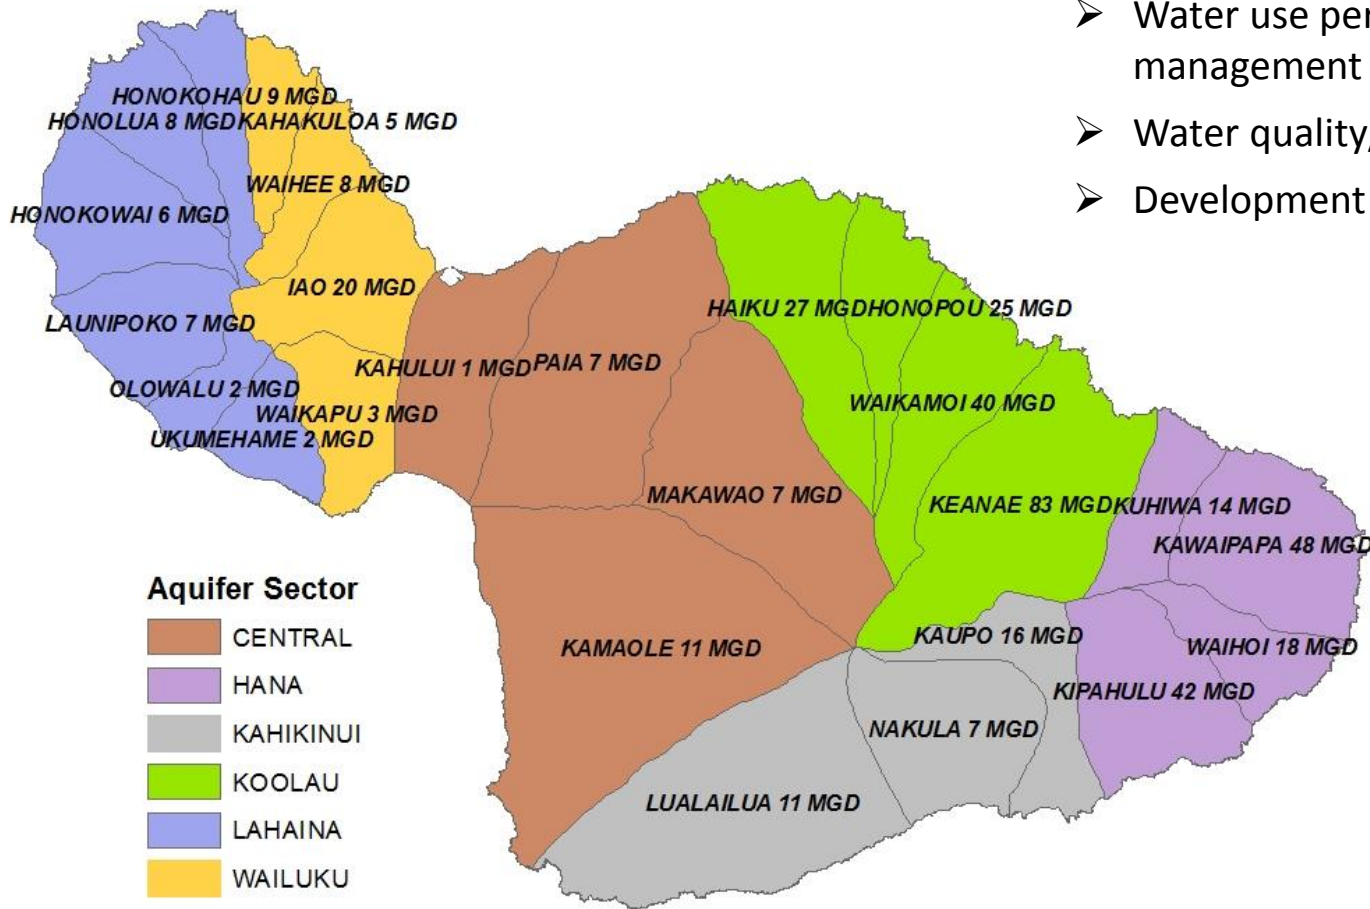 ➢ Water use per
management
➢ Water quality,
➢ Development
HONOKOHAU 9 MGD
HONOLUA 8 MGD
KAHAKULOA 5 MGD
WAIHEE 8 MGD
HONOKOWAI 6 MGD
IAO 20 MGD
LAUNIPOKO 7 MGD
HAIKU 27 MGD
HONOPOU 25 MGD
KAHULUI 1 MGD
PAIA 7 MGD
OLOWALU 2 MGD
WAIKAPU 3 MGD
UKUMEHAME 2 MGD
WAIKAMOI 40 MGD
MAKAWAO 7 MGD
KEANAE 83 MGD
KUHIWA 14 MGD
KAWAIPAPA 48 MGD
KAMAOLE 11 MGD
KAUPO 16 MGD
WAIHOI 18 MGD
KIPAHULU 42 MGD
NAKULA 7 MGD
LUALAILUA 11 MGD
Aquifer Sector
CENTRAL
HANA
KAHIKINUI
KOOLAU
LAHAINA
WAILUKU